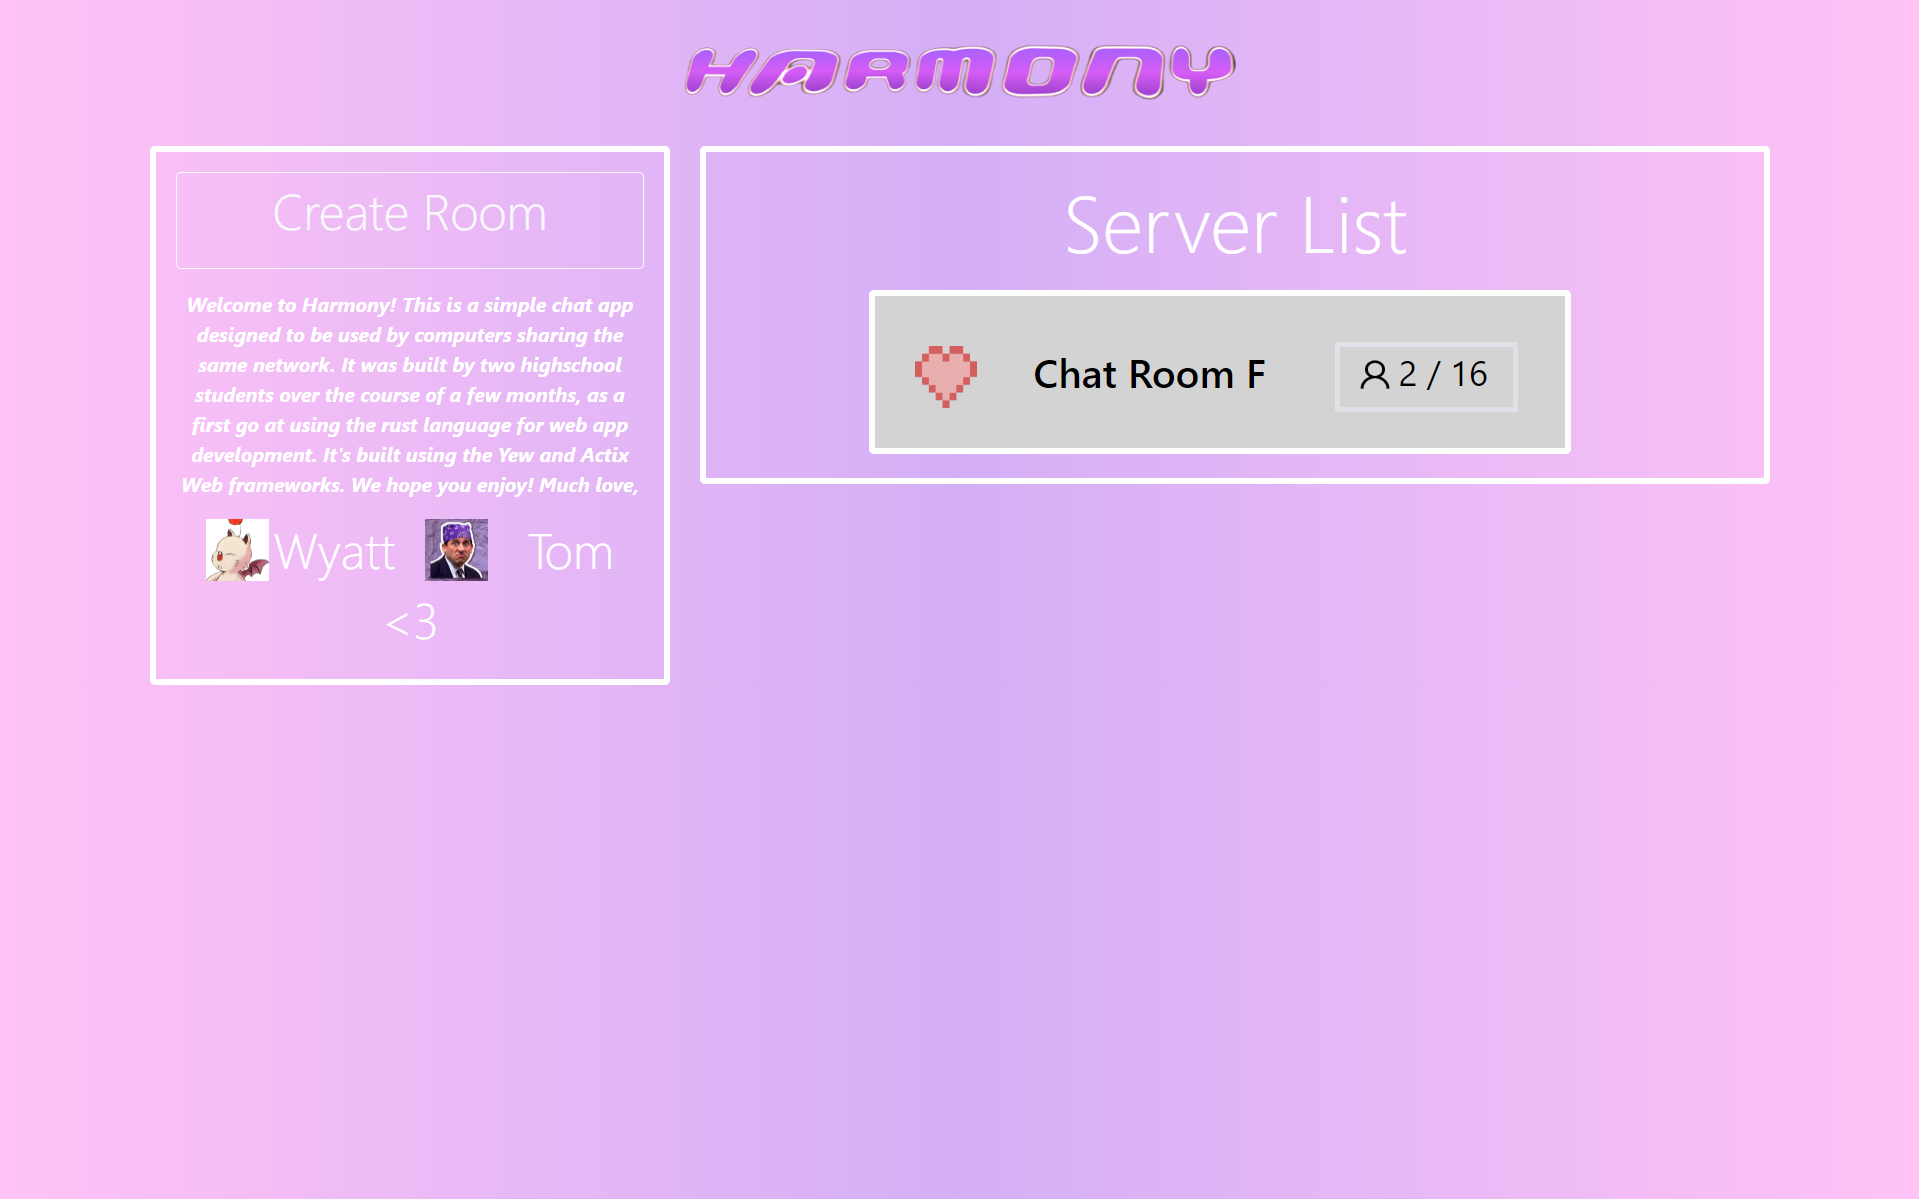 HARMONY
Create Room
Welcome to Harmony! This is a simple chat app
designed to be used by computers sharing the
same network. It was built by two highschool
students over the course of a few months, as a
first go at using the rust language for web app
development. It's built using the Yew and Actix
Web frameworks. We hope you enjoy! Much love,
Wyatt Tom
<3
Server List
Chat Room F 2 / 16